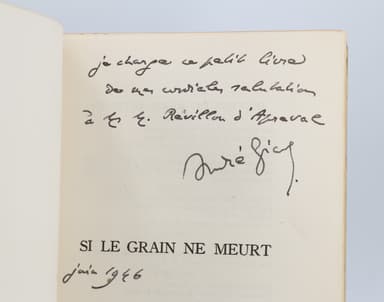 je charge ce petit livre
de mes cordiales salutations
à Révillon d'Apreval
André Gide
SI LE GRAIN NE MEURT
juin 1946